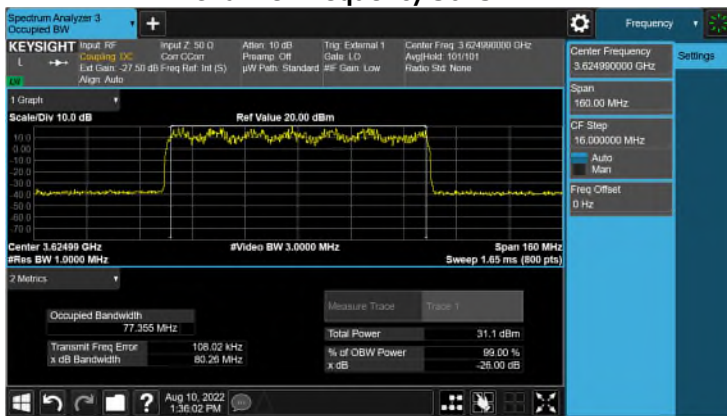 Spectrum Analyzer 3
Occupied BW
Frequency
KEYSIGHT
L
Input: RF
Coupling: DC
Ext Gain: -27.50 dB
Align: Auto
Input Z: 50 Ω
Corr CCorr
Freq Ref: Int (S)
Atten: 10 dB
Preamp: Off
µW Path: Standard
Trig: External 1
Gate: LO
#IF Gain: Low
Center Freq: 3.624990000 GHz
Avg|Hold: 101/101
Radio Std: None
Center Frequency
3.624990000 GHz
Settings
Span
160.00 MHz
CF Step
16.000000 MHz
Auto
Man
Freq Offset
0 Hz
1 Graph
Scale/Div 10.0 dB
Ref Value 20.00 dBm
10.0
0.00
-10.0
-20.0
-30.0
-40.0
-50.0
-60.0
-70.0
Center 3.62499 GHz
#Video BW 3.0000 MHz
Span 160 MHz
#Res BW 1.0000 MHz
Sweep 1.65 ms (800 pts)
2 Metrics
Measure Trace
Trace 1
Occupied Bandwidth
77.355 MHz
Total Power
31.1 dBm
Transmit Freq Error
108.02 kHz
% of OBW Power
99.00 %
x dB Bandwidth
80.26 MHz
x dB
-26.00 dB
?
Aug 10, 2022
1:36:02 PM